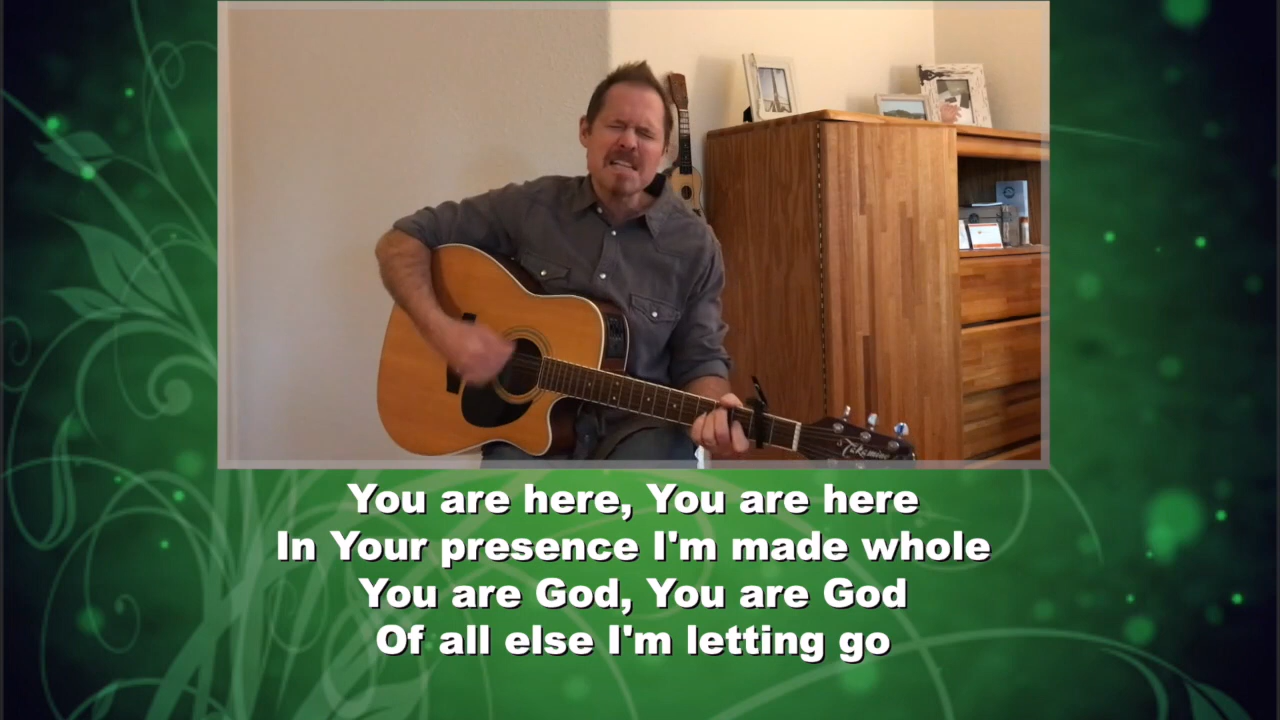 Takamine
You are here, You are here
In Your presence I'm made whole
You are God, You are God
Of all else I'm letting go